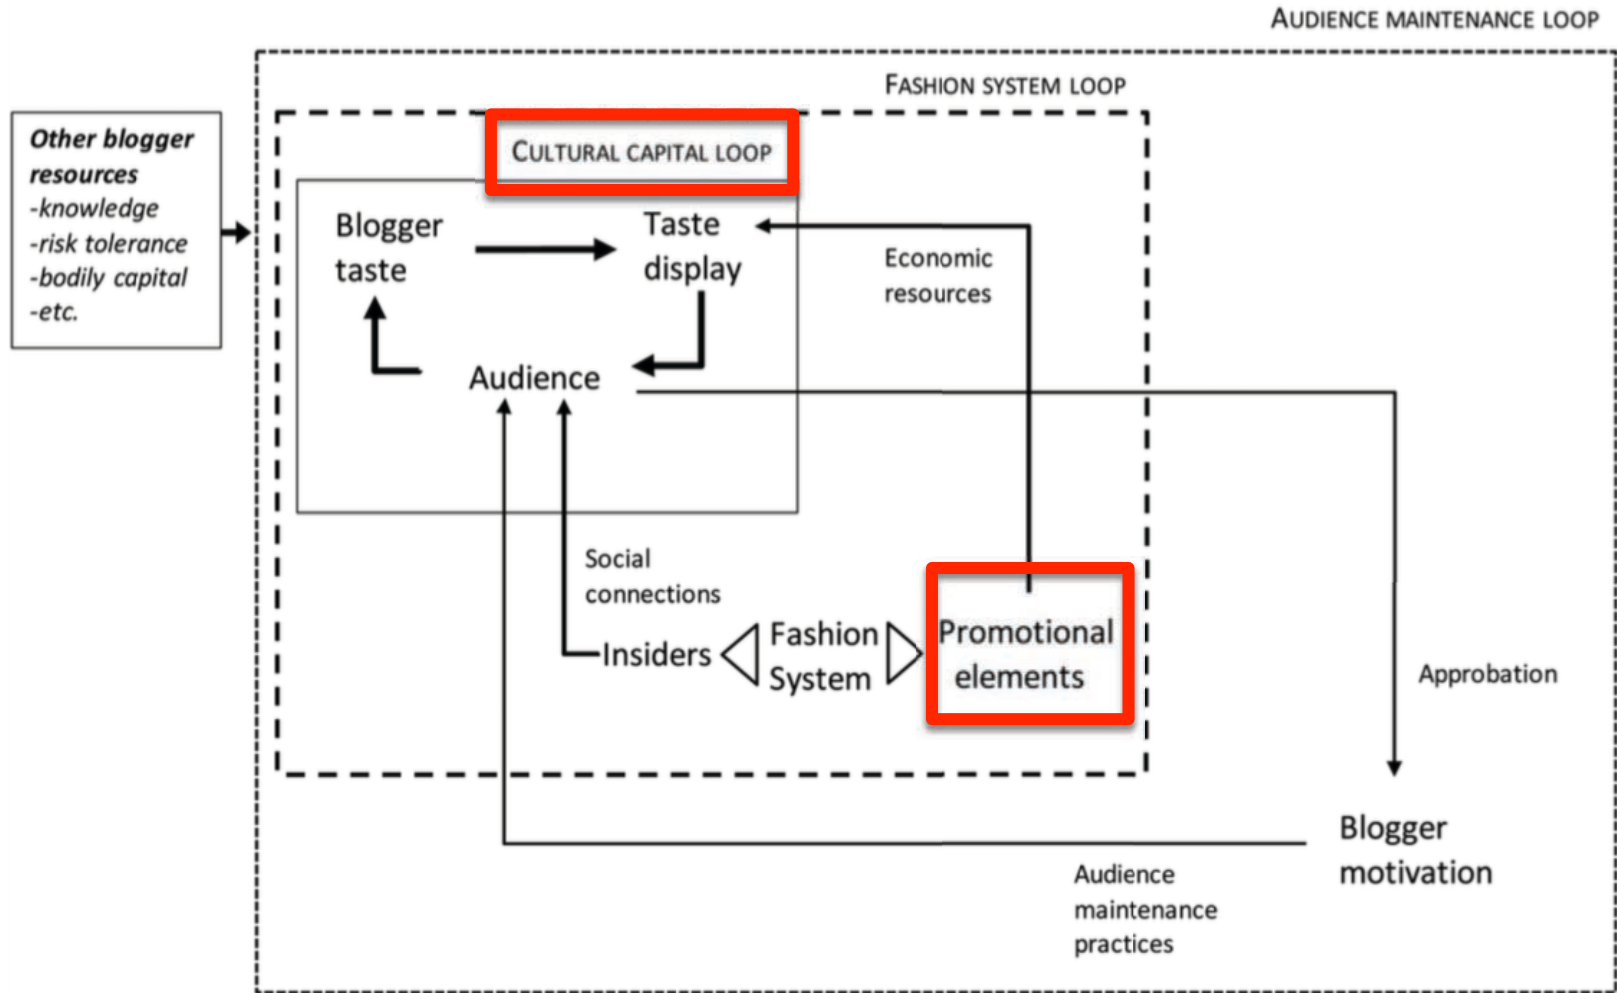 AUDIENCE MAINTENANCE LOOP
FASHION SYSTEM LOOP
CULTURAL CAPITAL LOOP
Other blogger
resources
-knowledge
-risk tolerance
-bodily capital
-etc.
Blogger
taste
Taste
display
Economic
resources
Audience
Social
connections
Insiders
Fashion
System
Promotional
elements
Approbation
Blogger
motivation
Audience
maintenance
practices